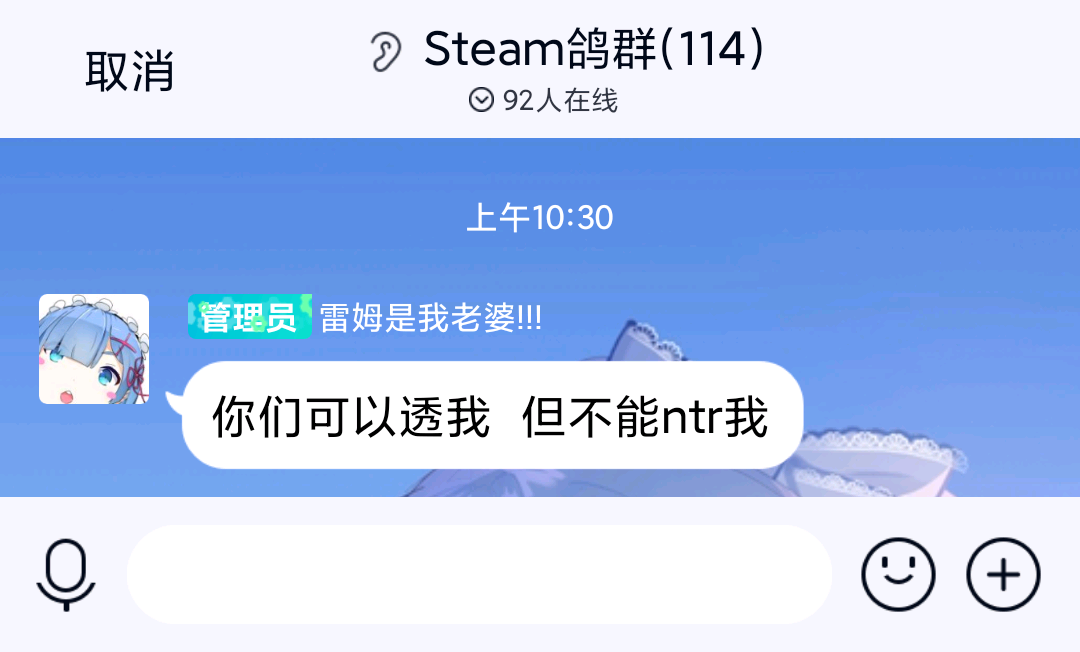 取消
Steam鸽群(114)
92人在线
上午10:30
管理员 雷姆是我老婆!!!
你们可以透我 但不能ntr我